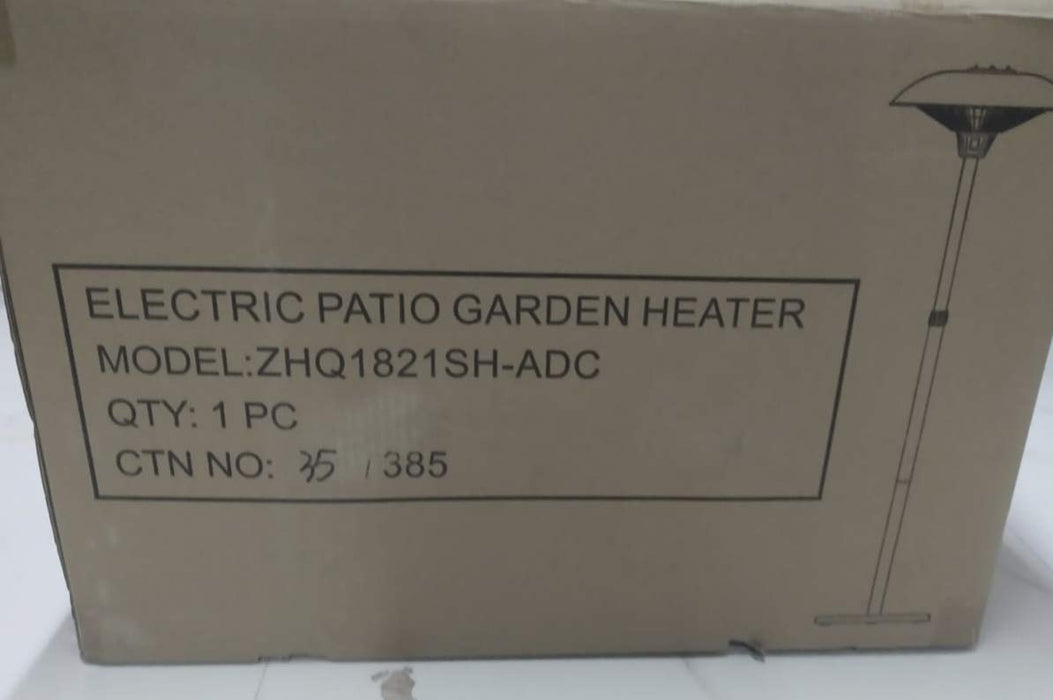 ELECTRIC PATIO GARDEN HEATER
MODEL:ZHQ1821SH-ADC
QTY: 1 PC
CTN NO: 35 / 385